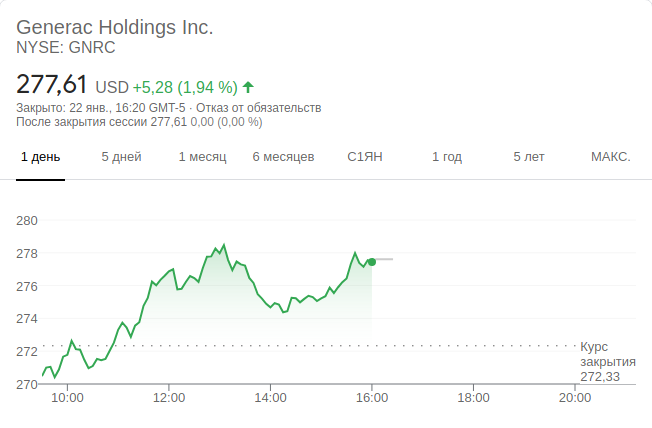 Generac Holdings Inc.
NYSE: GNRC
277,61 USD +5,28 (1,94 %)
Закрыто: 22 янв., 16:20 GMT-5 · Отказ от обязательств
После закрытия сессии 277,61 0,00 (0,00 %)
1 день 5 дней 1 месяц 6 месяцев С1ЯН 1 год 5 лет МАКС.
280
278
276
274
272
270
Курс
закрытия
272,33
10:00 12:00 14:00 16:00 18:00 20:00